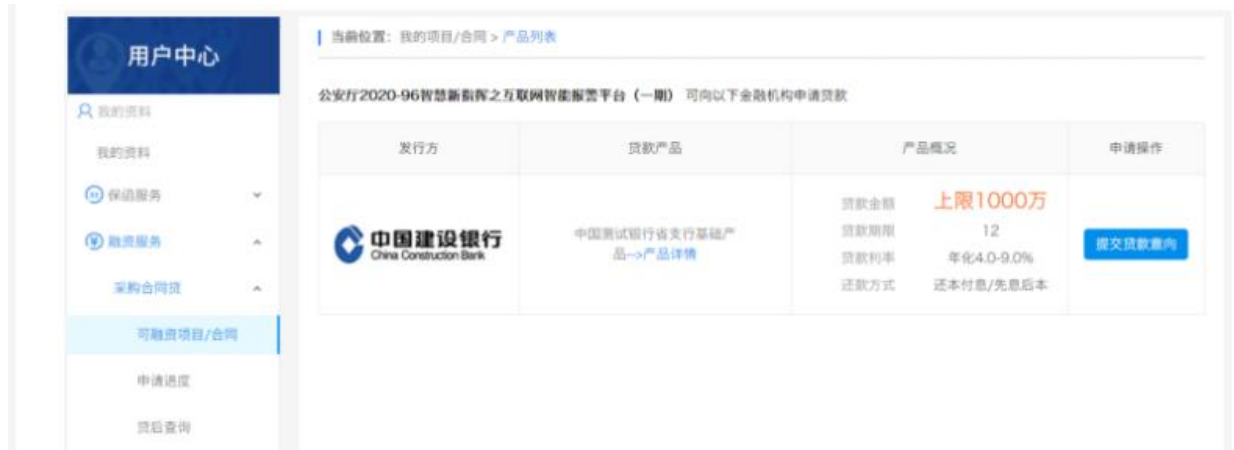 用户中心
当前位置：我的项目/合同 > 产品列表
公安厅2020-96智慧新指挥之互联网智能报警平台（一期） 可向以下金融机构申请贷款
我的资料
我的资料
保函服务
融资服务
采购合同贷
可融资项目/合同
申请进度
贷后查询
发行方 贷款产品 产品概况 申请操作
中国建设银行
China Construction Bank
中国测试银行省支行基础产
品-->产品详情
贷款金额 上限1000万
贷款期限 12
贷款利率 年化4.0-9.0%
还款方式 还本付息/先息后本
提交贷款意向